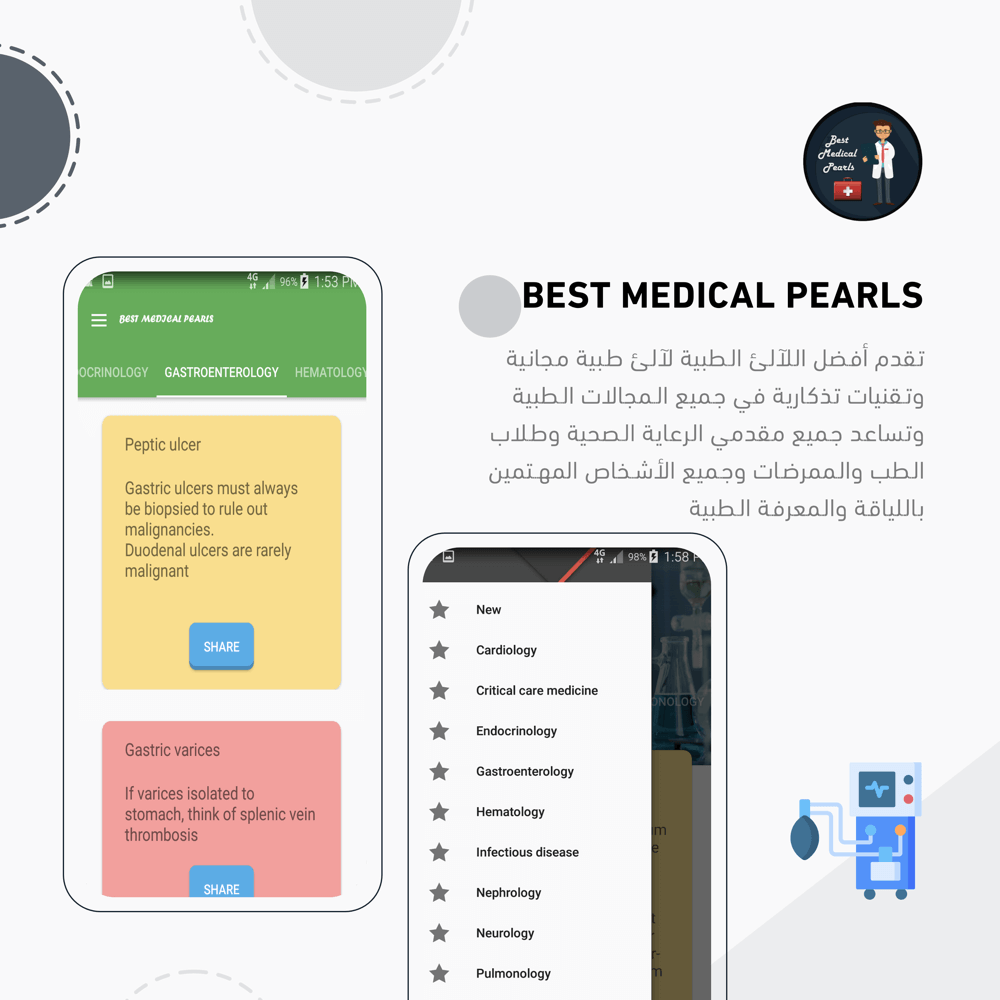 Best
Medical
Pearls
BEST MEDICAL PEARLS
تقدم أفضل اللآلئ الطبية لآلئ طبية مجانية
وتقنيات تذكارية في جميع المجالات الطبية
وتساعد جميع مقدمي الرعاية الصحية وطلاب
الطب والممرضات وجميع الأشخاص المهتمين
باللياقة والمعرفة الطبية
4G 96% 1:53 PM
BEST MEDICAL PEARLS
OCRINOLOGY GASTROENTEROLOGY HEMATOLOGY
Peptic ulcer
Gastric ulcers must always
be biopsied to rule out
malignancies.
Duodenal ulcers are rarely
malignant
SHARE
Gastric varices
If varices isolated to
stomach, think of splenic vein
thrombosis
SHARE
4G 98% 1:58 P
New
Cardiology
Critical care medicine
Endocrinology
Gastroenterology
Hematology
Infectious disease
Nephrology
Neurology
Pulmonology
ONOLOGY